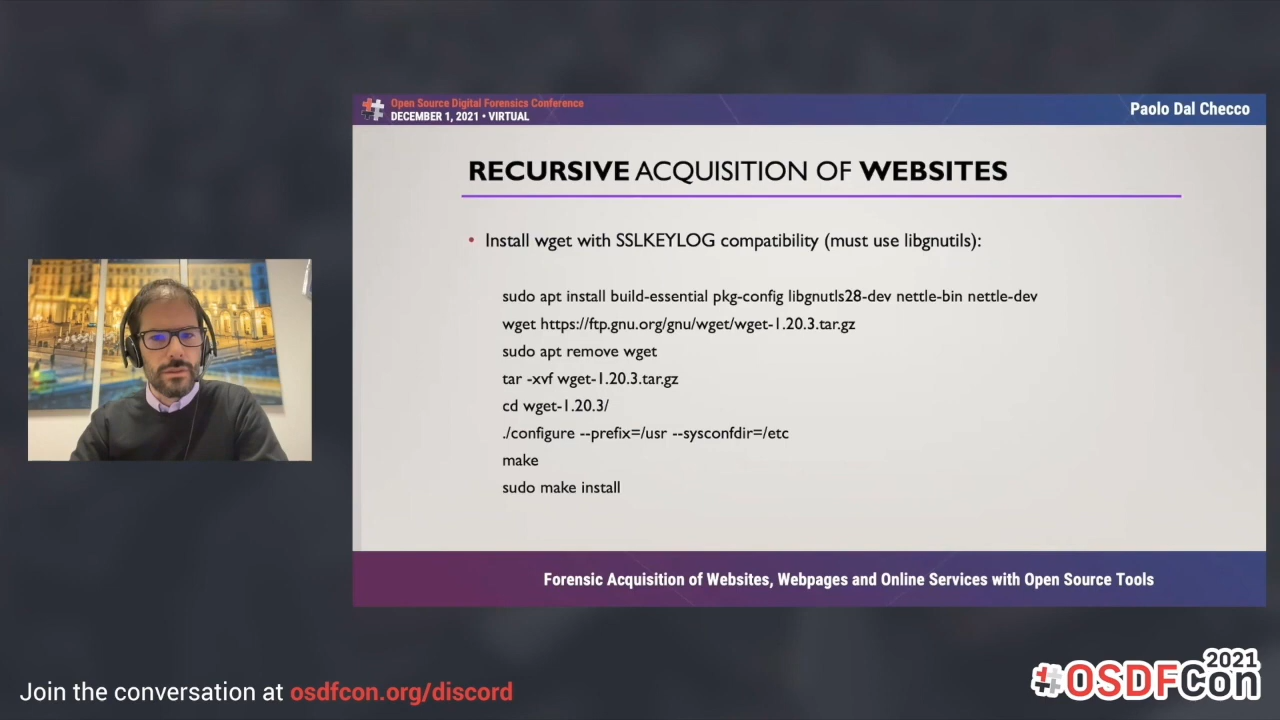 Open Source Digital Forensics Conference
DECEMBER 1, 2021 • VIRTUAL
Paolo Dal Checco
RECURSIVE ACQUISITION OF WEBSITES
• Install wget with SSLKEYLOG compatibility (must use libgnutils):
sudo apt install build-essential pkg-config libgnutls28-dev nettle-bin nettle-dev
wget https://ftp.gnu.org/gnu/wget/wget-1.20.3.tar.gz
sudo apt remove wget
tar -xvf wget-1.20.3.tar.gz
cd wget-1.20.3/
./configure --prefix=/usr --sysconfdir=/etc
make
sudo make install
Forensic Acquisition of Websites, Webpages and Online Services with Open Source Tools
Join the conversation at osdfcon.org/discord
2021
OSDFCon